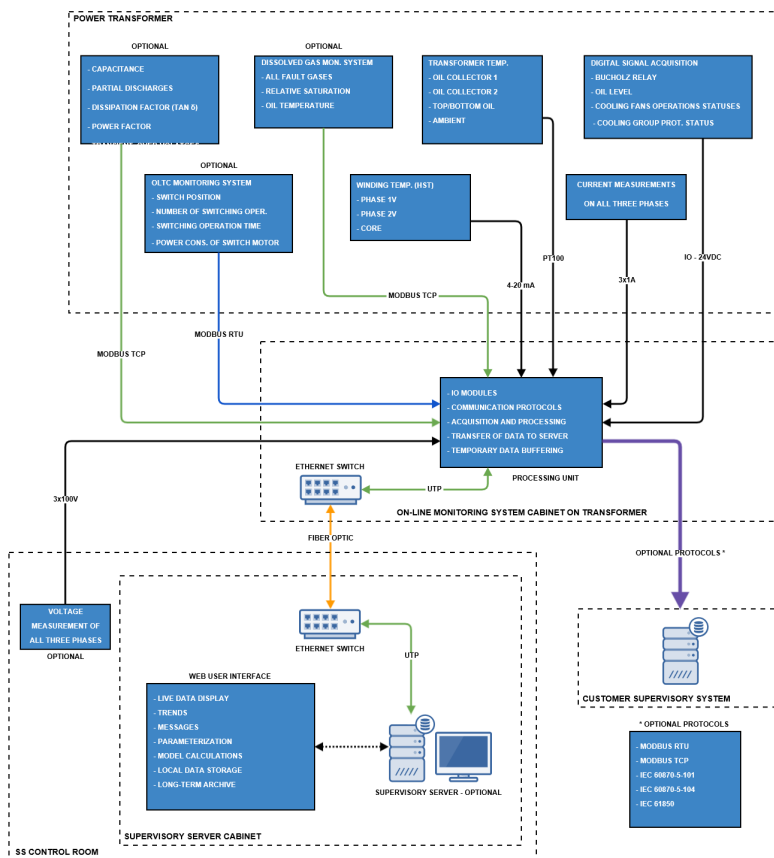 POWER TRANSFORMER
OPTIONAL
- CAPACITANCE
- PARTIAL DISCHARGES
- DISSIPATION FACTOR (TAN δ)
- POWER FACTOR
OPTIONAL
DISSOLVED GAS MON. SYSTEM
- ALL FAULT GASES
- RELATIVE SATURATION
- OIL TEMPERATURE
TRANSFORMER TEMP.
- OIL COLLECTOR 1
- OIL COLLECTOR 2
- TOP/BOTTOM OIL
- AMBIENT
DIGITAL SIGNAL ACQUISITION
- BUCHOLZ RELAY
- OIL LEVEL
- COOLING FANS OPERATIONS STATUSES
- COOLING GROUP PROT. STATUS
OPTIONAL
OLTC MONITORING SYSTEM
- SWITCH POSITION
- NUMBER OF SWITCHING OPER.
- SWITCHING OPERATION TIME
- POWER CONS. OF SWITCH MOTOR
WINDING TEMP. (HST)
- PHASE 1V
- PHASE 2V
- CORE
CURRENT MEASUREMENTS
ON ALL THREE PHASES
PT100
IO - 24VDC
4-20 mA
3x1A
MODBUS TCP
MODBUS RTU
MODBUS TCP
- IO MODULES
- COMMUNICATION PROTOCOLS
- ACQUISITION AND PROCESSING
- TRANSFER OF DATA TO SERVER
- TEMPORARY DATA BUFFERING
PROCESSING UNIT
ETHERNET SWITCH
UTP
3x100V
ON-LINE MONITORING SYSTEM CABINET ON TRANSFORMER
FIBER OPTIC
OPTIONAL PROTOCOLS *
VOLTAGE
MEASUREMENT OF
ALL THREE PHASES
OPTIONAL
ETHERNET SWITCH
UTP
WEB USER INTERFACE
- LIVE DATA DISPLAY
- TRENDS
- MESSAGES
- PARAMETERIZATION
- MODEL CALCULATIONS
- LOCAL DATA STORAGE
- LONG-TERM ARCHIVE
SUPERVISORY SERVER - OPTIONAL
SUPERVISORY SERVER CABINET
SS CONTROL ROOM
CUSTOMER SUPERVISORY SYSTEM
* OPTIONAL PROTOCOLS
- MODBUS RTU
- MODBUS TCP
- IEC 60870-5-101
- IEC 60870-5-104
- IEC 61850